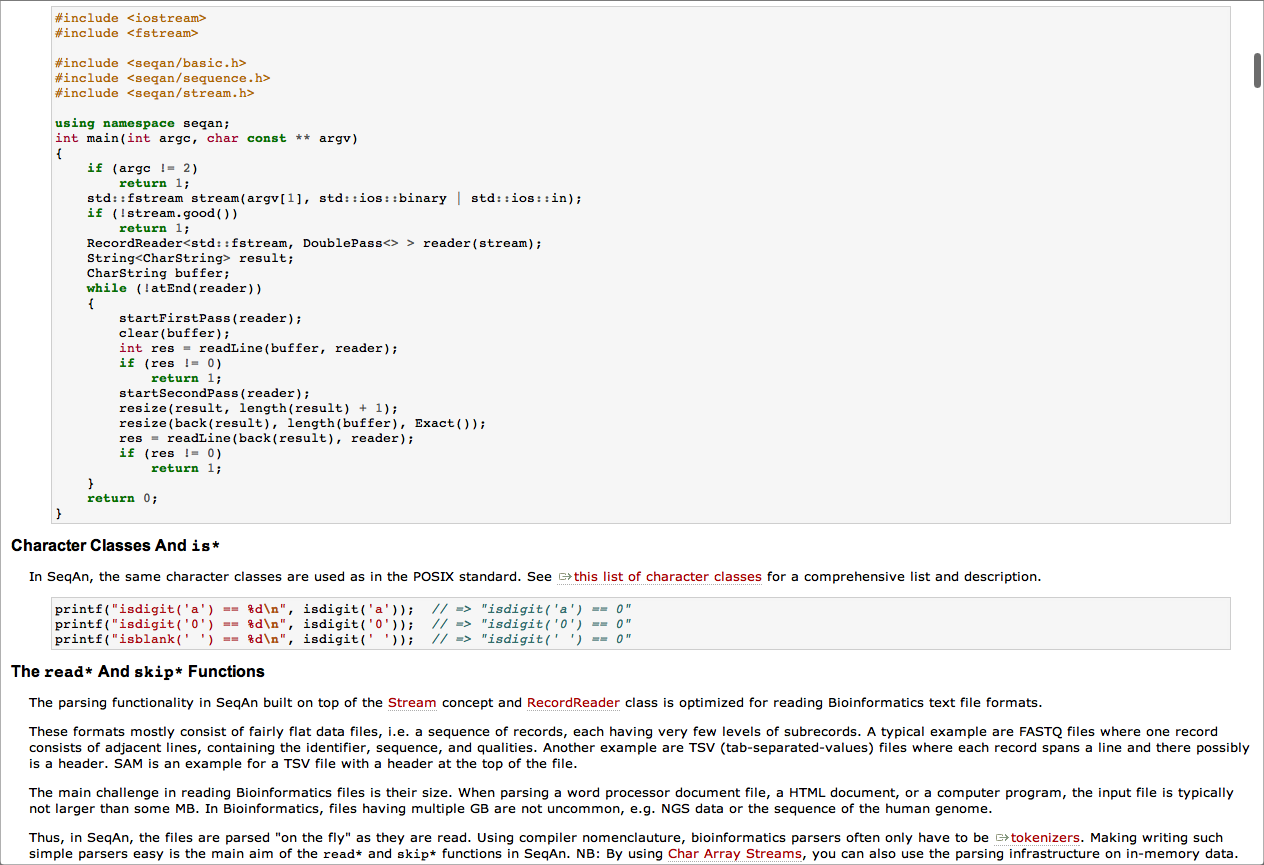 #include <iostream>
#include <fstream>
#include <seqan/basic.h>
#include <seqan/sequence.h>
#include <seqan/stream.h>
using namespace seqan;
int main(int argc, char const ** argv)
{
    if (argc != 2)
        return 1;
    std::fstream stream(argv[1], std::ios::binary | std::ios::in);
    if (!stream.good())
        return 1;
    RecordReader<std::fstream, DoublePass<> > reader(stream);
    String<CharString> result;
    CharString buffer;
    while (!atEnd(reader))
    {
        startFirstPass(reader);
        clear(buffer);
        int res = readLine(buffer, reader);
        if (res != 0)
            return 1;
        startSecondPass(reader);
        resize(result, length(result) + 1);
        resize(back(result), length(buffer), Exact());
        res = readLine(back(result), reader);
        if (res != 0)
            return 1;
    }
    return 0;
}
Character Classes And is*
In SeqAn, the same character classes are used as in the POSIX standard. See this list of character classes for a comprehensive list and description.
printf("isdigit('a') == %d\n", isdigit('a'));  // => "isdigit('a') == 0"
printf("isdigit('0') == %d\n", isdigit('0'));  // => "isdigit('0') == 0"
printf("isblank(' ') == %d\n", isdigit(' '));  // => "isdigit(' ') == 0"
The read* And skip* Functions
The parsing functionality in SeqAn built on top of the Stream concept and RecordReader class is optimized for reading Bioinformatics text file formats.
These formats mostly consist of fairly flat data files, i.e. a sequence of records, each having very few levels of subrecords. A typical example are FASTQ files where one record
consists of adjacent lines, containing the identifier, sequence, and qualities. Another example are TSV (tab-separated-values) files where each record spans a line and there possibly
is a header. SAM is an example for a TSV file with a header at the top of the file.
The main challenge in reading Bioinformatics files is their size. When parsing a word processor document file, a HTML document, or a computer program, the input file is typically
not larger than some MB. In Bioinformatics, files having multiple GB are not uncommon, e.g. NGS data or the sequence of the human genome.
Thus, in SeqAn, the files are parsed "on the fly" as they are read. Using compiler nomenclauture, bioinformatics parsers often only have to be tokenizers. Making writing such
simple parsers easy is the main aim of the read* and skip* functions in SeqAn. NB: By using Char Array Streams, you can also use the parsing infrastructure on in-memory data.